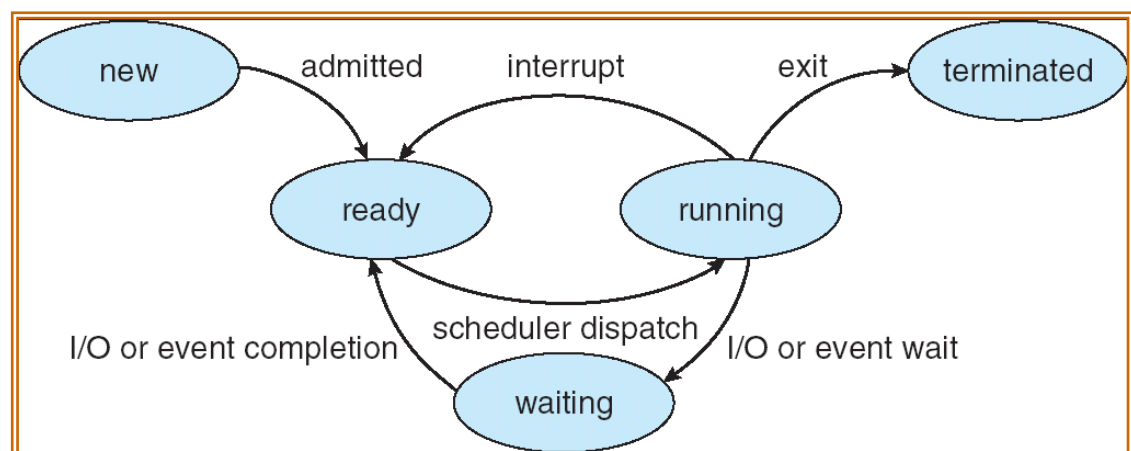 new
admitted
interrupt
exit
terminated
ready
running
scheduler dispatch
I/O or event completion
I/O or event wait
waiting